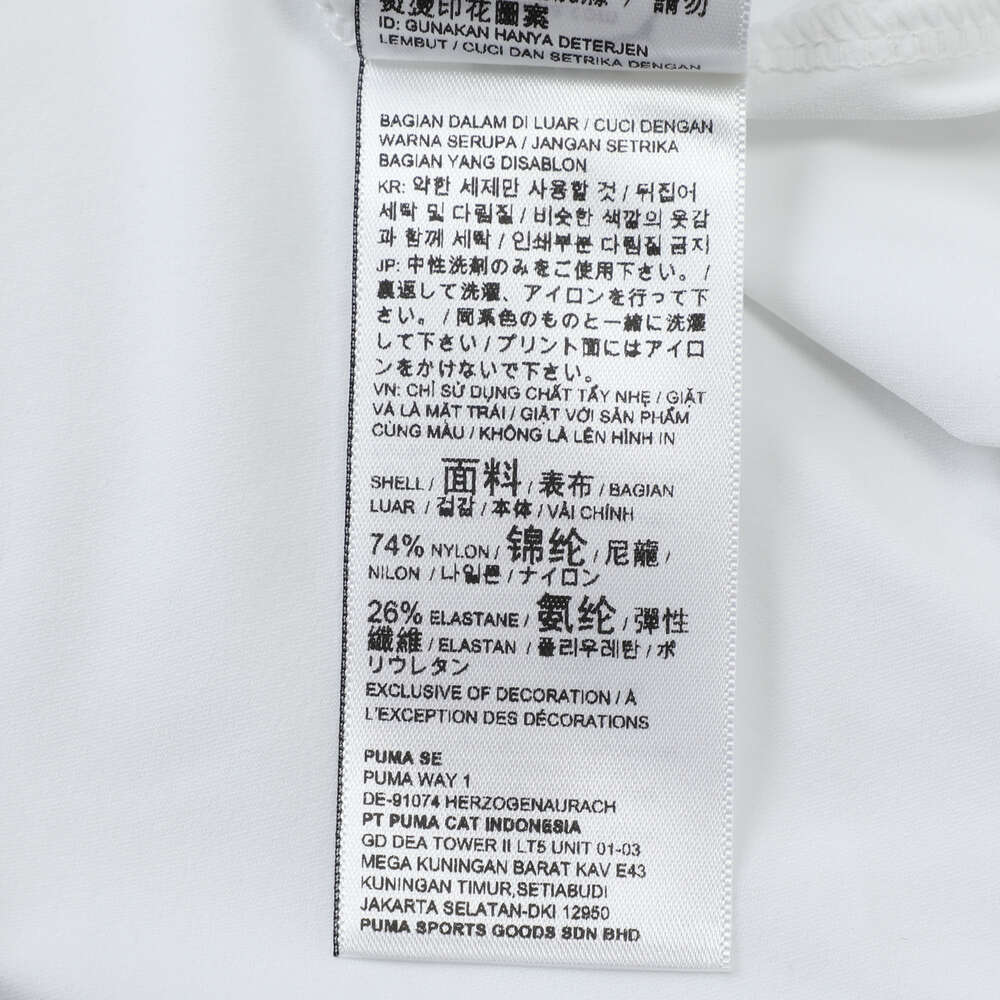 請勿
熨燙印花圖案
ID: GUNAKAN HANYA DETERJEN
LEMBUT / CUCI DAN SETRIKA DENGAN
BAGIAN DALAM DI LUAR / CUCI DENGAN
WARNA SERUPA / JANGAN SETRIKA
BAGIAN YANG DISABLON
KR: 약한 세제만 사용할 것 / 뒤집어
세탁 및 다림질 / 비슷한 색깔의 옷감
과 함께 세탁 / 인쇄부분 다림질 금지
JP: 中性洗剤のみをご使用下さい。 /
裏返して洗濯、アイロンを行って下
さい。 / 同系色のものと一緒に洗濯
して下さい / プリント面にはアイロ
ンをかけないで下さい。
VN: CHỈ SỬ DỤNG CHẤT TẨY NHẸ / GIẶT
VÀ LÀ MẶT TRÁI / GIẶT VỚI SẢN PHẨM
CÙNG MÀU / KHÔNG LÀ LÊN HÌNH IN
SHELL / 面料 / 表布 / BAGIAN
LUAR / 겉감 / 本体 / VẢI CHÍNH
74% NYLON / 锦纶 / 尼龍 /
NILON / 나일론 / ナイロン
26% ELASTANE / 氨纶 / 彈性
纖維 / ELASTAN / 폴리우레탄 / ポ
リウレタン
EXCLUSIVE OF DECORATION / À
L'EXCEPTION DES DÉCORATIONS
PUMA SE
PUMA WAY 1
DE-91074 HERZOGENAURACH
PT PUMA CAT INDONESIA
GD DEA TOWER II LT5 UNIT 01-03
MEGA KUNINGAN BARAT KAV E43
KUNINGAN TIMUR,SETIABUDI
JAKARTA SELATAN-DKI 12950
PUMA SPORTS GOODS SDN BHD